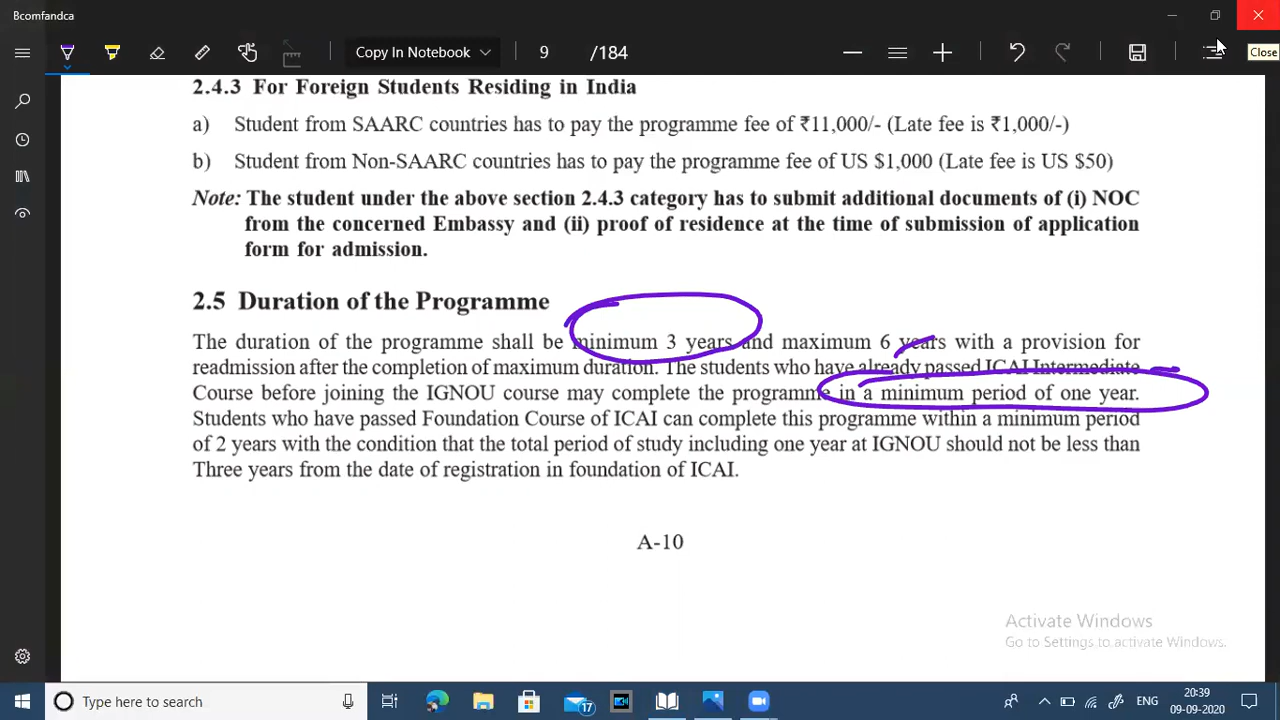 Bcomfandca
Copy In Notebook
9
/184
Close
2.4.3 For Foreign Students Residing in India
a) Student from SAARC countries has to pay the programme fee of ₹11,000/- (Late fee is ₹1,000/-)
b) Student from Non-SAARC countries has to pay the programme fee of US $1,000 (Late fee is US $50)
Note: The student under the above section 2.4.3 category has to submit additional documents of (i) NOC
from the concerned Embassy and (ii) proof of residence at the time of submission of application
form for admission.
2.5 Duration of the Programme
The duration of the programme shall be minimum 3 years and maximum 6 years with a provision for
readmission after the completion of maximum duration. The students who have already passed ICAI Intermediate
Course before joining the IGNOU course may complete the programme in a minimum period of one year.
Students who have passed Foundation Course of ICAI can complete this programme within a minimum period
of 2 years with the condition that the total period of study including one year at IGNOU should not be less than
Three years from the date of registration in foundation of ICAI.
A-10
Activate Windows
Go to Settings to activate Windows.
Type here to search
17
ENG
20:39
09-09-2020